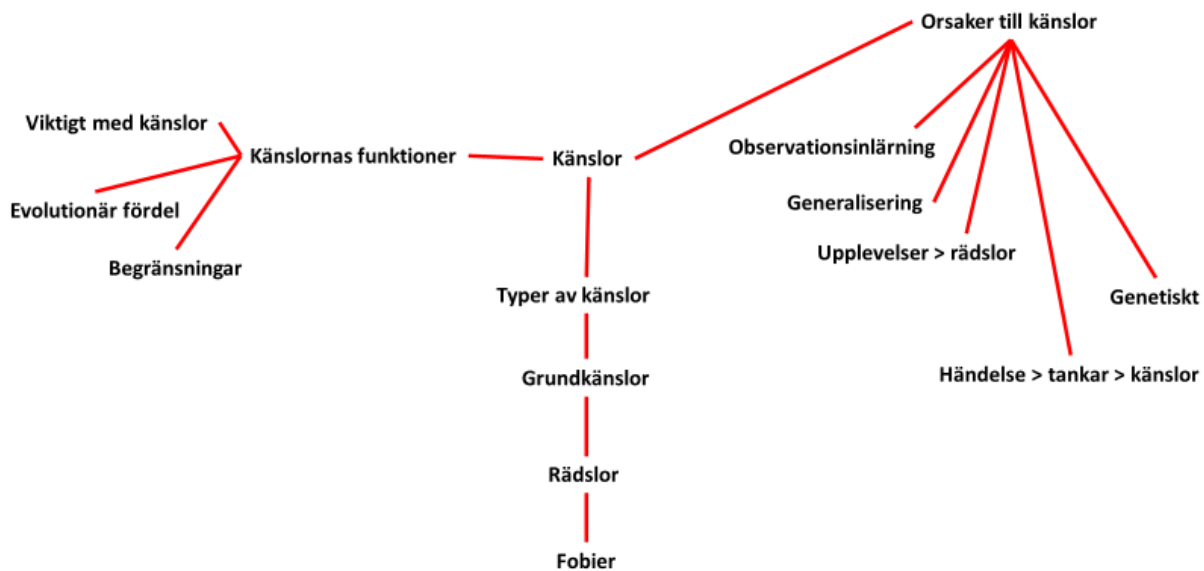 Orsaker till känslor
Viktigt med känslor
Känslornas funktioner
Känslor
Observationsinlärning
Evolutionär fördel
Generalisering
Begränsningar
Upplevelser > rädslor
Typer av känslor
Genetiskt
Grundkänslor
Händelse > tankar > känslor
Rädslor
Fobier